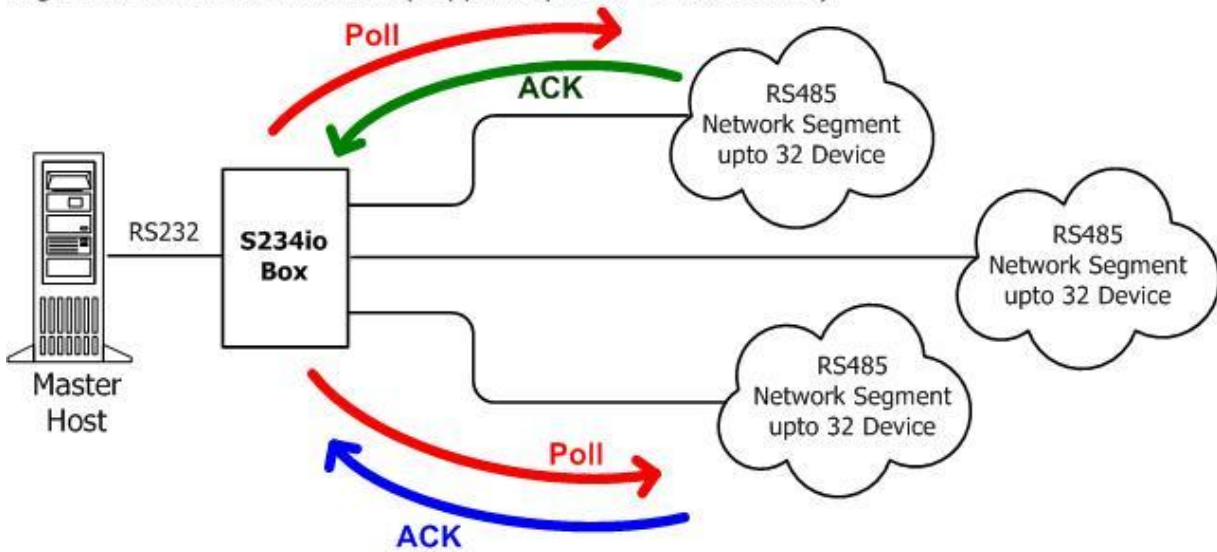 Poll
ACK
RS485
Network Segment
upto 32 Device
RS232
S234io
Box
RS485
Network Segment
upto 32 Device
Master
Host
RS485
Network Segment
upto 32 Device
Poll
ACK